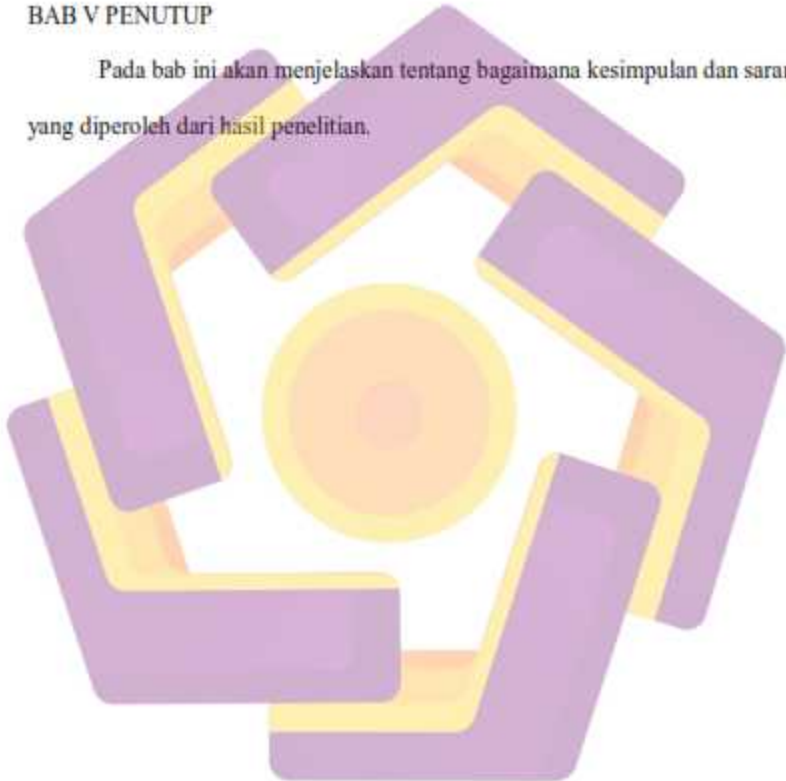 BAB V PENUTUP
Pada bab ini akan menjelaskan tentang bagaimana kesimpulan dan saran
yang diperoleh dari hasil penelitian.